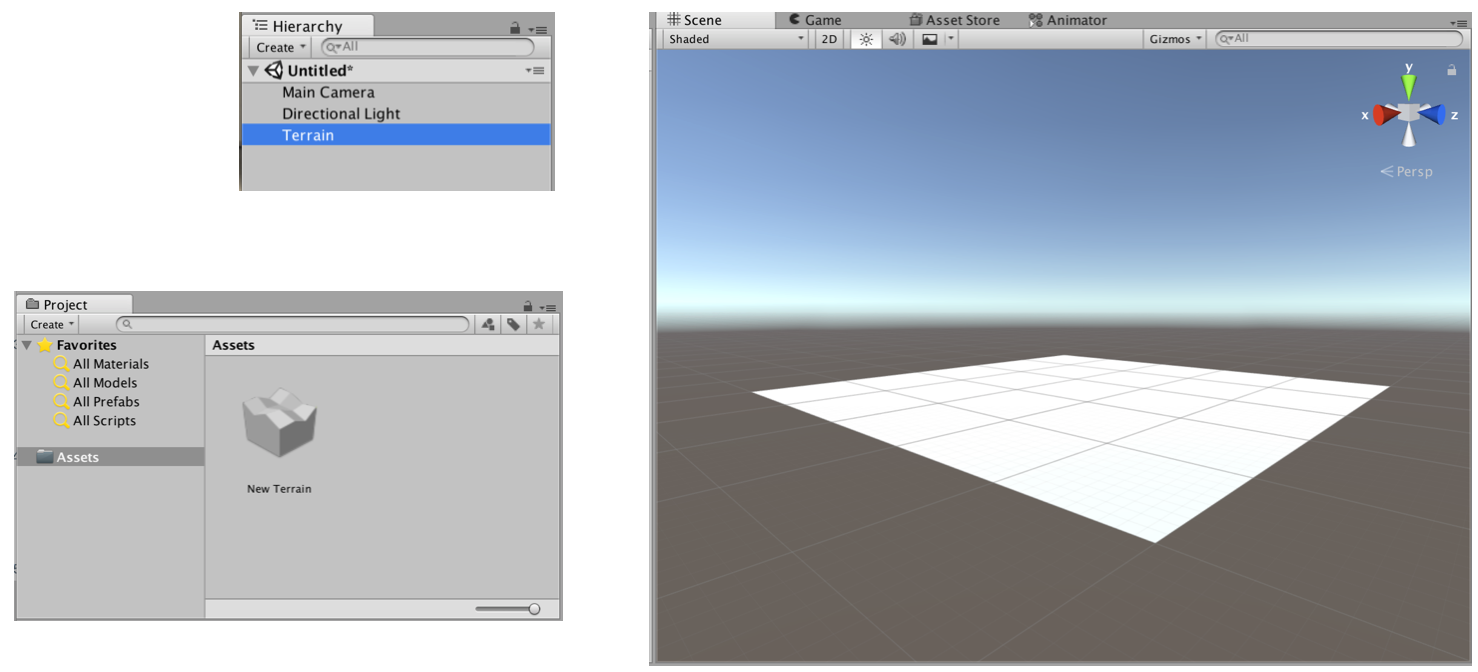 Hierarchy
Create All
Untitled*
Main Camera
Directional Light
Terrain
Project
Create
Favorites
All Materials
All Models
All Prefabs
All Scripts
Assets
Assets
New Terrain
Scene Game Asset Store Animator
Shaded 2D Gizmos All
y
x z
Persp